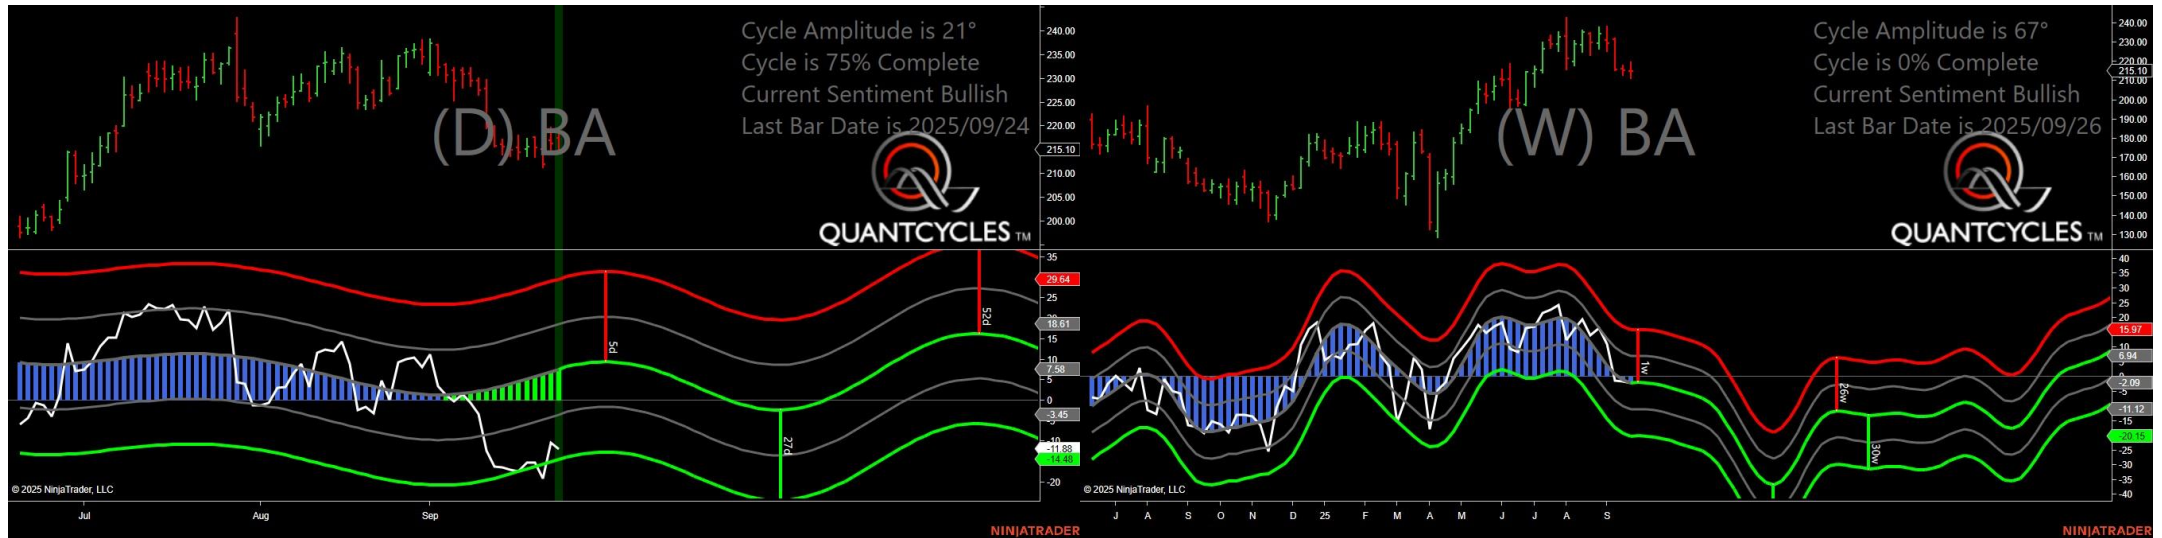 Cycle Amplitude is 21°
Cycle is 75% Complete
Current Sentiment Bullish
Last Bar Date is 2025/09/24
(D) BA
QUANTCYCLES TM
240.00
235.00
230.00
225.00
220.00
215.10
210.00
205.00
200.00
35
29.64
25
18.61
15
10
7.58
5
0
-3.45
-11.88
-14.48
-20
5d
27d
52d
© 2025 NinjaTrader, LLC
Jul
Aug
Sep
NINJATRADER
Cycle Amplitude is 67°
Cycle is 0% Complete
Current Sentiment Bullish
Last Bar Date is 2025/09/26
(W) BA
QUANTCYCLES TM
240.00
230.00
220.00
215.10
200.00
190.00
180.00
170.00
160.00
150.00
140.00
130.00
40
35
30
25
20
15.97
10
6.94
-2.09
-5
-11.12
-15
-20.15
-25
-30
-35
-40
1w
26w
30w
© 2025 NinjaTrader, LLC
J A S O N D 25 F M A M J J A S
NINJATRADER